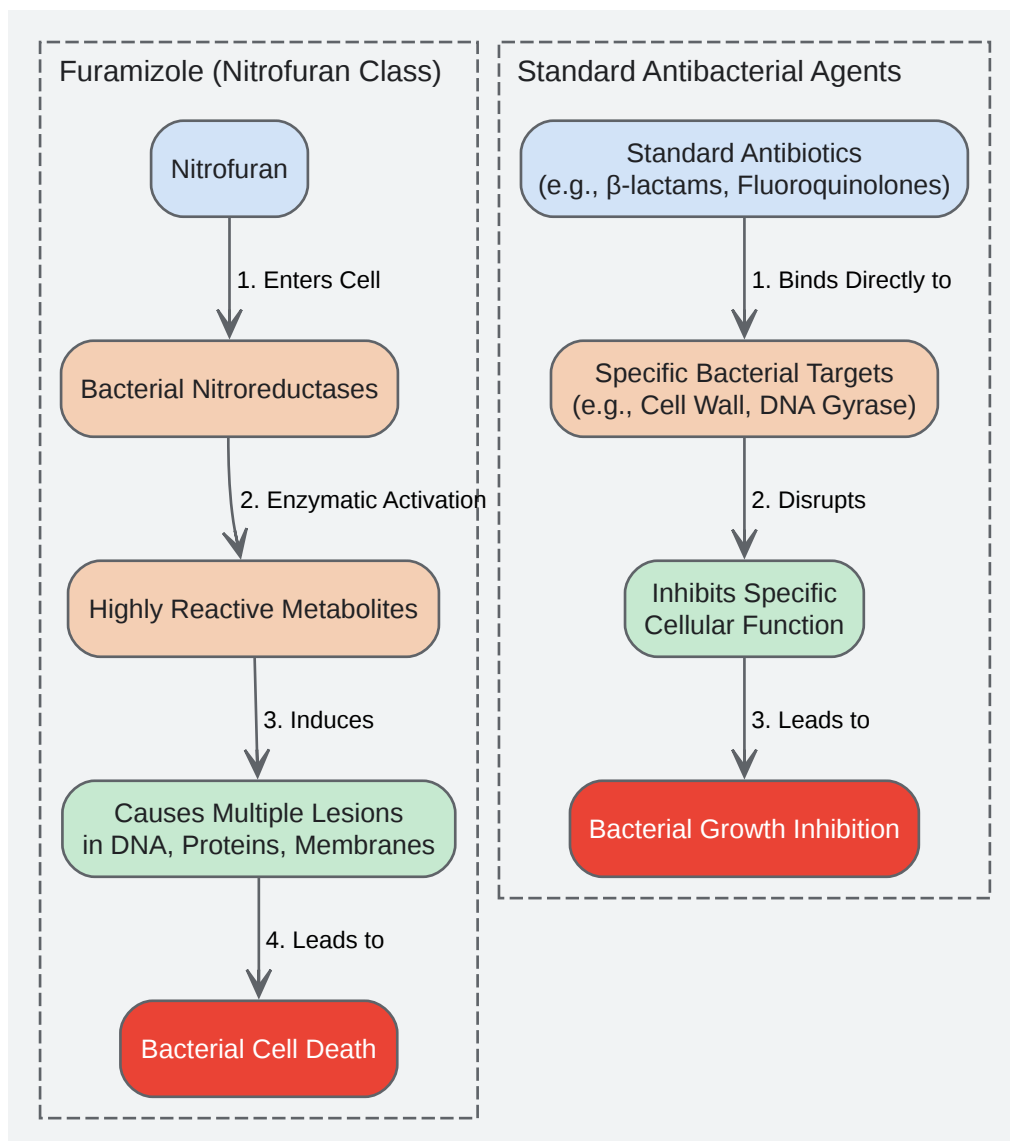 Furamizole (Nitrofuran Class)
Nitrofuran
1. Enters Cell
Bacterial Nitroreductases
2. Enzymatic Activation
Highly Reactive Metabolites
3. Induces
Causes Multiple Lesions
in DNA, Proteins, Membranes
4. Leads to
Bacterial Cell Death
Standard Antibacterial Agents
Standard Antibiotics
(e.g., β-lactams, Fluoroquinolones)
1. Binds Directly to
Specific Bacterial Targets
(e.g., Cell Wall, DNA Gyrase)
2. Disrupts
Inhibits Specific
Cellular Function
3. Leads to
Bacterial Growth Inhibition